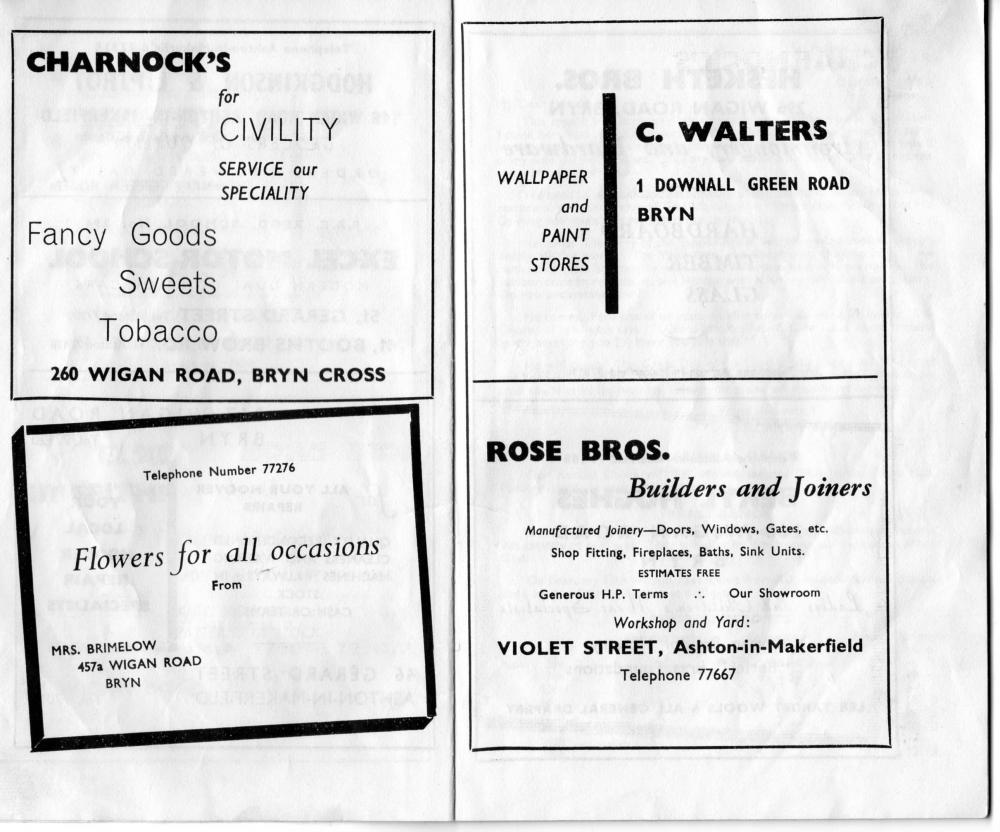 CHARNOCK'S
for
CIVILITY
SERVICE our
SPECIALITY
Fancy Goods
Sweets
Tobacco
260 WIGAN ROAD, BRYN CROSS
Telephone Number 77276
Flowers for all occasions
From
MRS. BRIMELOW
457a WIGAN ROAD
BRYN
WALLPAPER
and
PAINT
STORES
C. WALTERS
1 DOWNALL GREEN ROAD
BRYN
ROSE BROS.
Builders and Joiners
Manufactured Joinery—Doors, Windows, Gates, etc.
Shop Fitting, Fireplaces, Baths, Sink Units.
ESTIMATES FREE
Generous H.P. Terms .·. Our Showroom
Workshop and Yard:
VIOLET STREET, Ashton-in-Makerfield
Telephone 77667